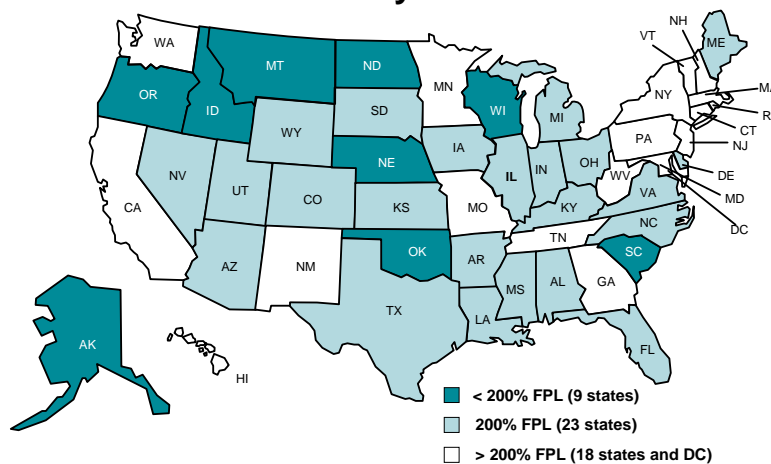 NH
VT
ME
WA
MT
ND
MN
OR
ID
WI
NY
MA
R
SD
MI
CT
WY
PA
NJ
IA
NE
OH
DE
NV
IL
IN
WV
UT
VA
MD
CO
CA
KS
MO
KY
NC
DC
TN
OK
SC
AZ
NM
AR
GA
MS
AL
TX
LA
AK
FL
HI
< 200% FPL (9 states)
200% FPL (23 states)
> 200% FPL (18 states and DC)